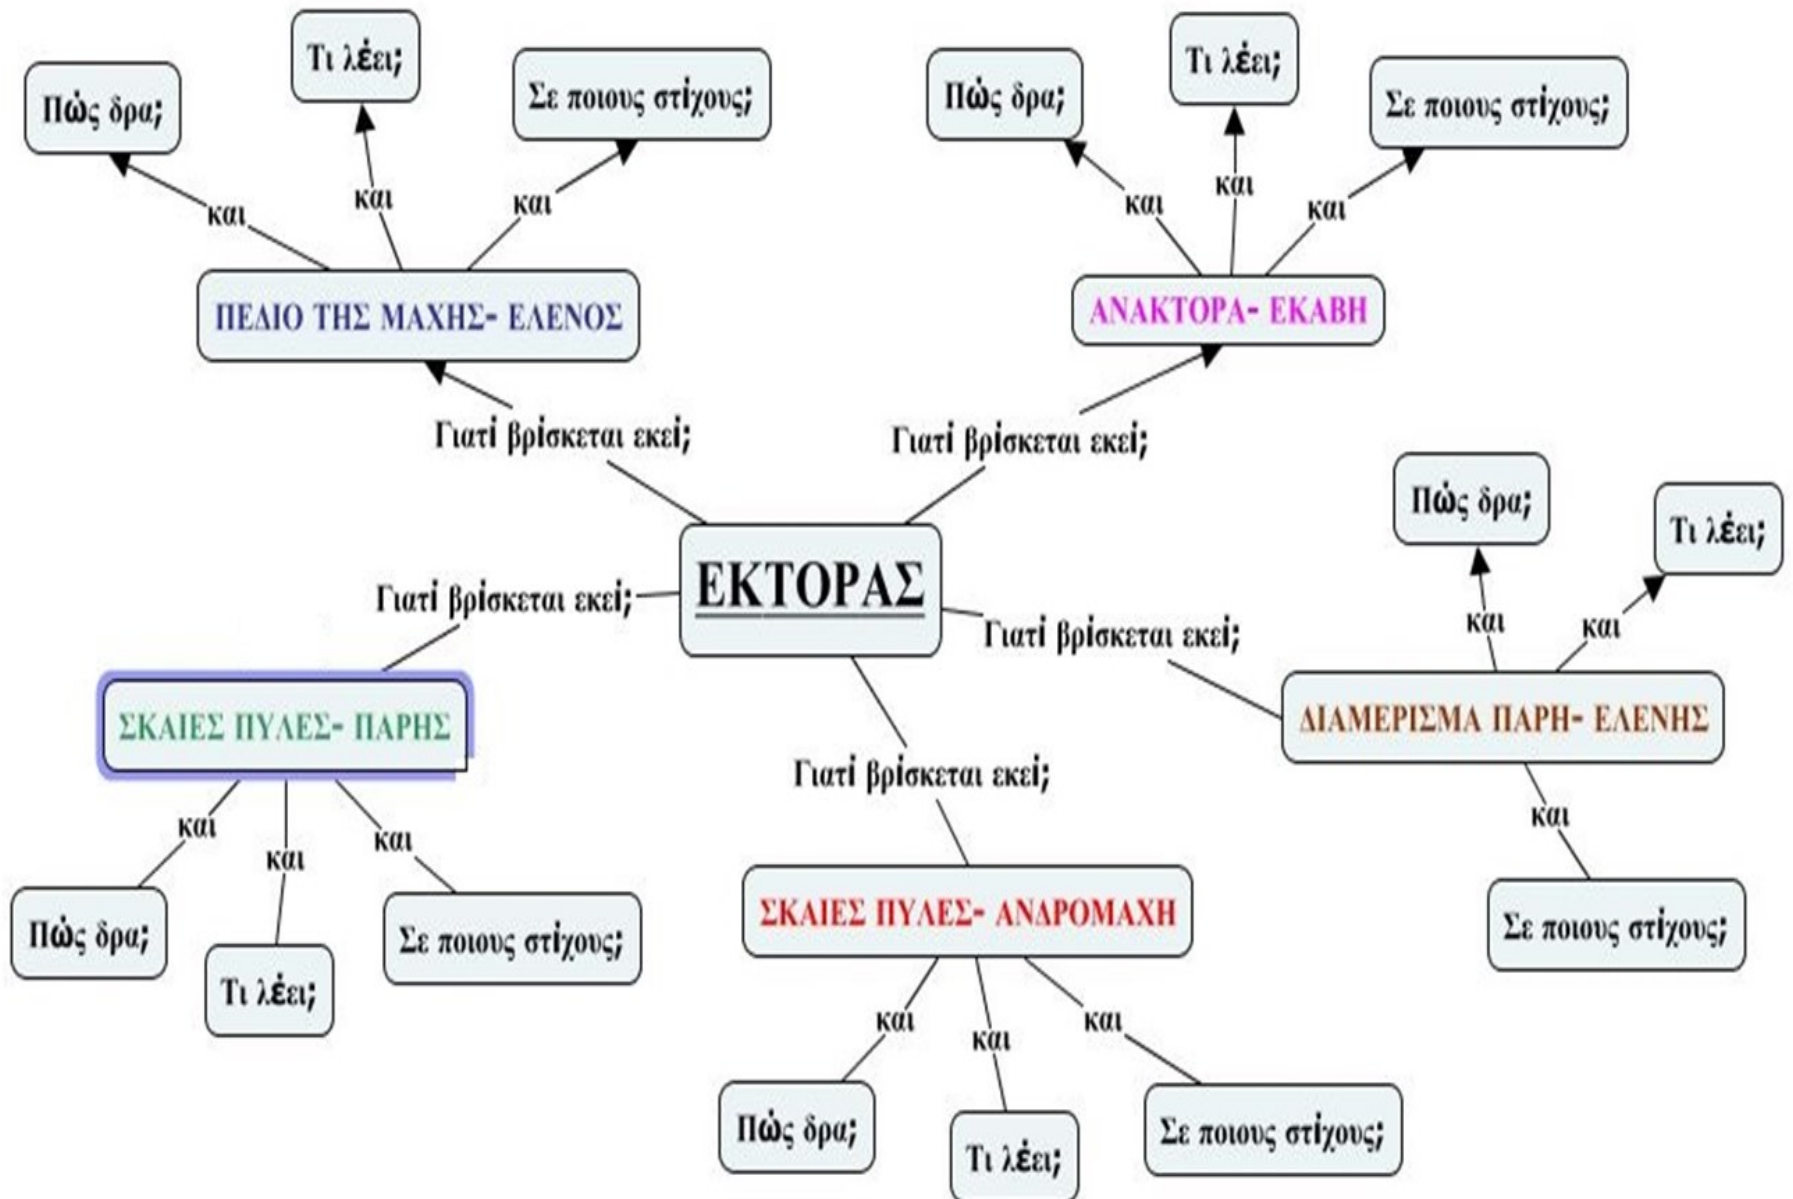 Τι λέει;
Πώς δρα;
Σε ποιους στίχους;
και
και
και
ΠΕΔΙΟ ΤΗΣ ΜΑΧΗΣ- ΕΛΕΝΟΣ
Γιατί βρίσκεται εκεί;
Τι λέει;
Πώς δρα;
Σε ποιους στίχους;
και
και
και
ΑΝΑΚΤΟΡΑ- ΕΚΑΒΗ
Γιατί βρίσκεται εκεί;
ΕΚΤΟΡΑΣ
Γιατί βρίσκεται εκεί;
ΣΚΑΙΕΣ ΠΥΛΕΣ- ΠΑΡΗΣ
και
και
και
Πώς δρα;
Τι λέει;
Σε ποιους στίχους;
Γιατί βρίσκεται εκεί;
Πώς δρα;
Τι λέει;
και
και
ΔΙΑΜΕΡΙΣΜΑ ΠΑΡΗ- ΕΛΕΝΗΣ
και
Σε ποιους στίχους;
Γιατί βρίσκεται εκεί;
ΣΚΑΙΕΣ ΠΥΛΕΣ- ΑΝΔΡΟΜΑΧΗ
και
και
και
Πώς δρα;
Τι λέει;
Σε ποιους στίχους;